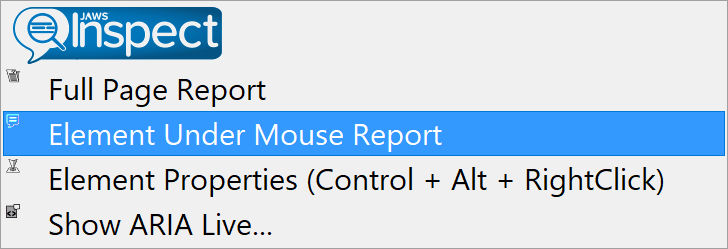 JAWS
Inspect
Full Page Report
Element Under Mouse Report
Element Properties (Control + Alt + RightClick)
Show ARIA Live...